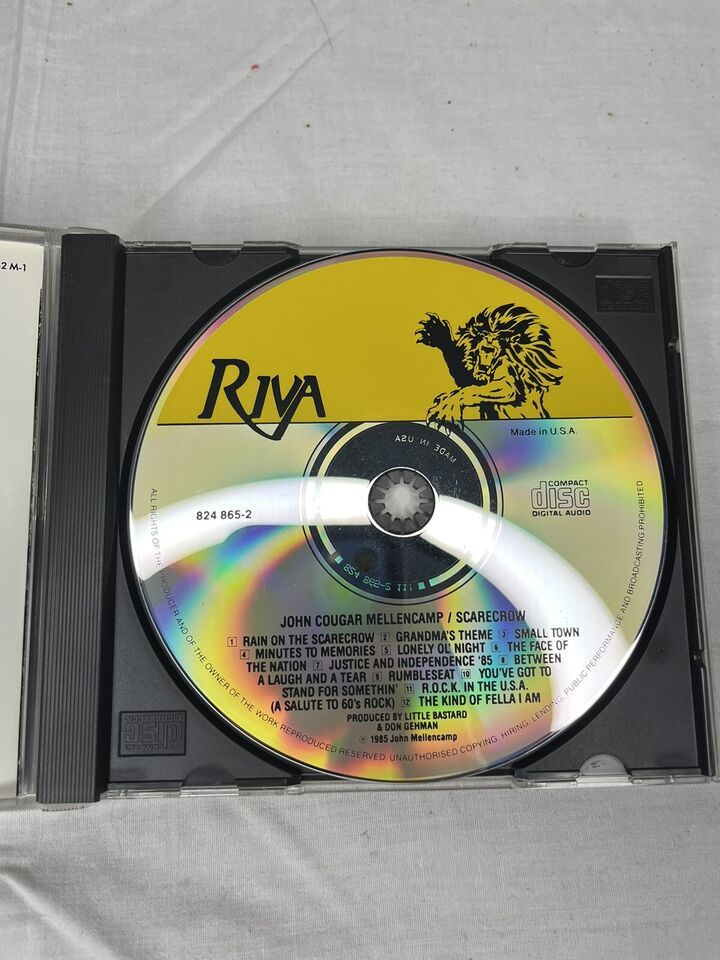 2 M-1
RIVA
Made in U.S.A.
MADE IN USA
COMPACT
disc
DIGITAL AUDIO
824 865-2
824 865-2
JOHN COUGAR MELLENCAMP / SCARECROW
1 RAIN ON THE SCARECROW 2 GRANDMA'S THEME 3 SMALL TOWN
4 MINUTES TO MEMORIES 5 LONELY OL' NIGHT 6 THE FACE OF
THE NATION 7 JUSTICE AND INDEPENDENCE '85 8 BETWEEN
A LAUGH AND A TEAR 9 RUMBLESEAT 10 YOU'VE GOT TO
STAND FOR SOMETHIN' 11 R.O.C.K. IN THE U.S.A.
(A SALUTE TO 60's ROCK) 12 THE KIND OF FELLA I AM
PRODUCED BY LITTLE BASTARD
& DON GEHMAN
℗ 1985 John Mellencamp
ALL RIGHTS OF THE PRODUCER AND OF THE OWNER OF THE WORK REPRODUCED RESERVED. UNAUTHORISED COPYING, HIRING, LENDING, PUBLIC PERFORMANCE AND BROADCASTING PROHIBITED